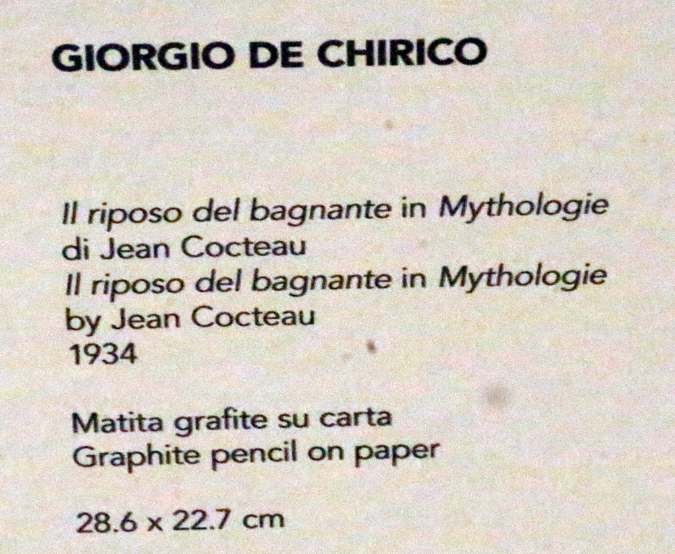 GIORGIO DE CHIRICO
Il riposo del bagnante in Mythologie
di Jean Cocteau
Il riposo del bagnante in Mythologie
by Jean Cocteau
1934
Matita grafite su carta
Graphite pencil on paper
28.6 x 22.7 cm